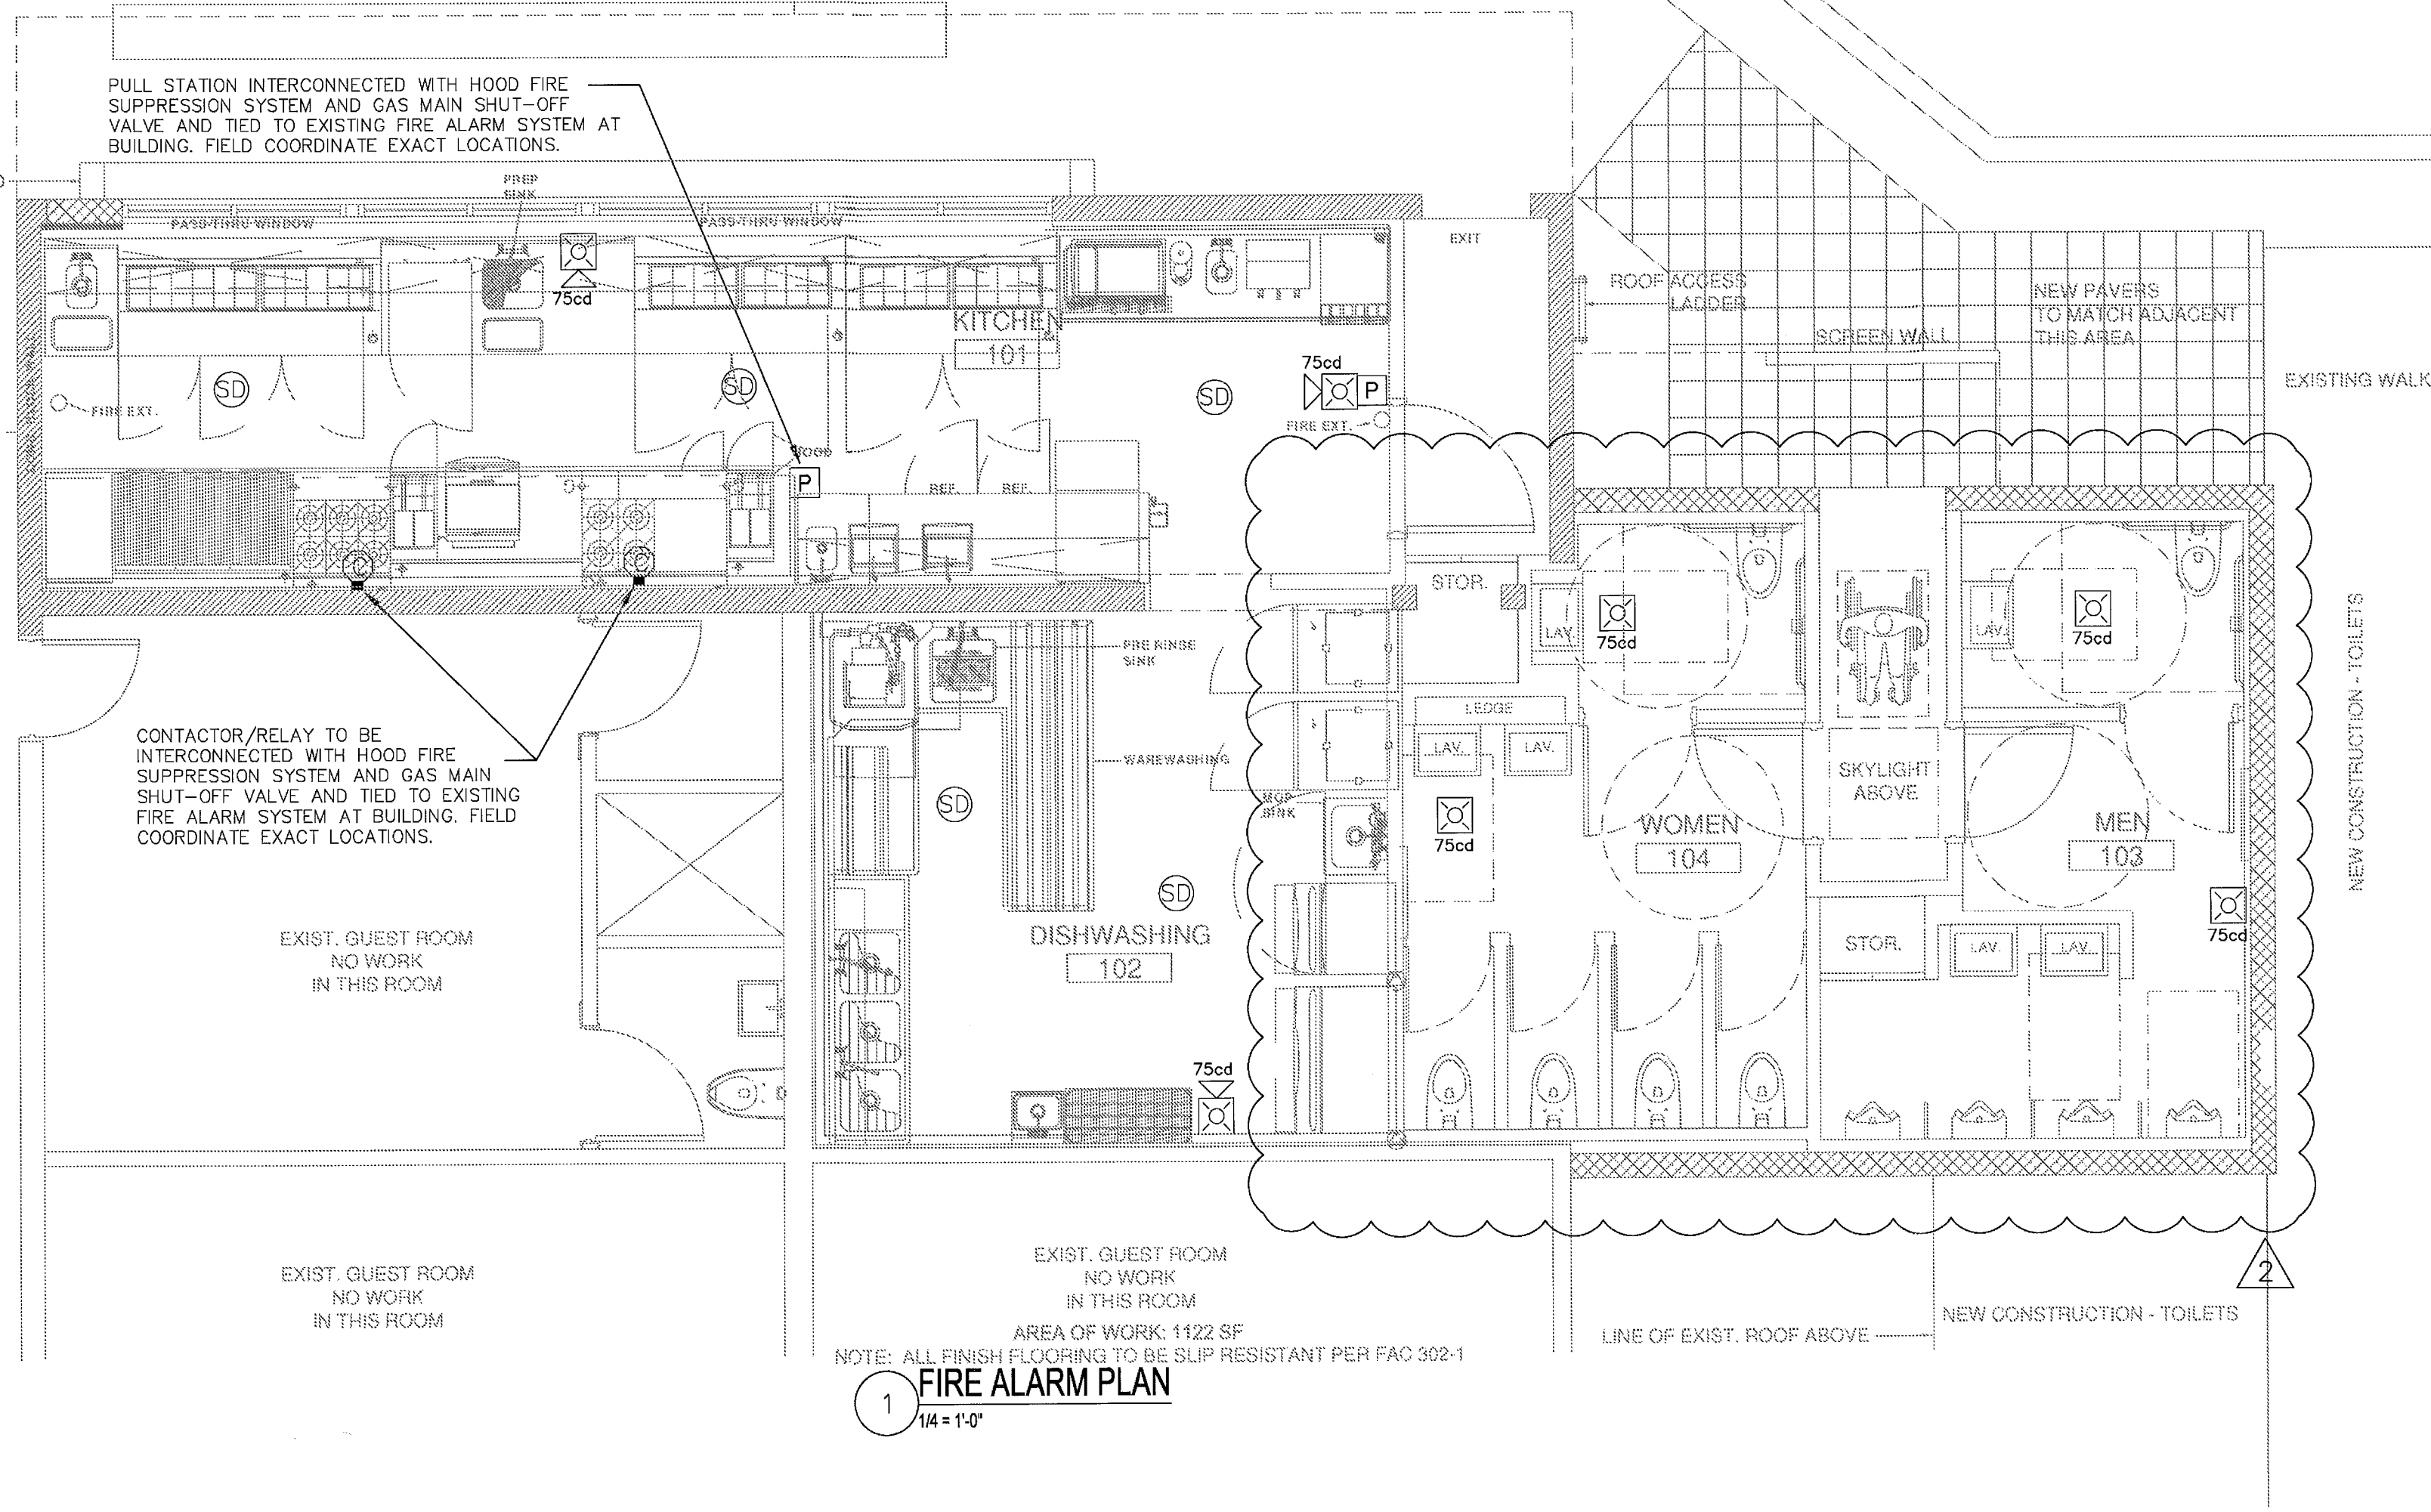 PULL STATION INTERCONNECTED WITH HOOD FIRE
SUPPRESSION SYSTEM AND GAS MAIN SHUT-OFF
VALVE AND TIED TO EXISTING FIRE ALARM SYSTEM AT
BUILDING. FIELD COORDINATE EXACT LOCATIONS.
PREP
SINK
PASS-THRU WINDOW
PASS-THRU WINDOW
75cd
KITCHEN
101
EXIT
ROOF ACCESS
LADDER
SCREEN WALL
NEW PAVERS
TO MATCH ADJACENT
THIS AREA
EXISTING WALK
SD
SD
SD
75cd
P
FIRE EXT.
FIRE EXT.
HOOD
P
REF.
REF.
C
C
STOR.
LAV.
75cd
LAV.
75cd
NEW CONSTRUCTION - TOILETS
PRE RINSE
SINK
LEDGE
LAV.
LAV.
WAREWASHING
SKYLIGHT
ABOVE
CONTACTOR/RELAY TO BE
INTERCONNECTED WITH HOOD FIRE
SUPPRESSION SYSTEM AND GAS MAIN
SHUT-OFF VALVE AND TIED TO EXISTING
FIRE ALARM SYSTEM AT BUILDING. FIELD
COORDINATE EXACT LOCATIONS.
SD
MOP
SINK
75cd
WOMEN
104
MEN
103
SD
75cd
DISHWASHING
102
STOR.
LAV.
LAV.
EXIST. GUEST ROOM
NO WORK
IN THIS ROOM
75cd
EXIST. GUEST ROOM
NO WORK
IN THIS ROOM
EXIST. GUEST ROOM
NO WORK
IN THIS ROOM
2
NEW CONSTRUCTION - TOILETS
LINE OF EXIST. ROOF ABOVE
AREA OF WORK: 1122 SF
NOTE: ALL FINISH FLOORING TO BE SLIP RESISTANT PER FAC 302-1
1
FIRE ALARM PLAN
1/4 = 1'-0"